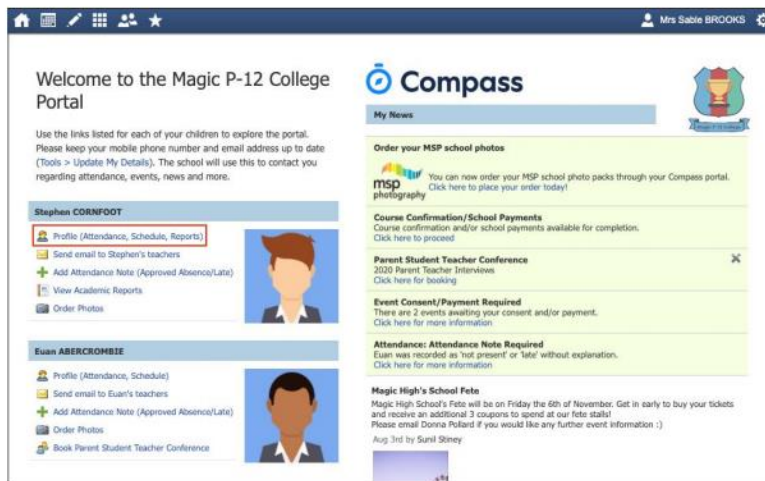 Mrs Sable BROOKS
Welcome to the Magic P-12 College
Portal
Use the links listed for each of your children to explore the portal.
Please keep your mobile phone number and email address up to date
(Tools > Update My Details). The school will use this to contact you
regarding attendance, events, news and more.
Stephen CORNFOOT
Profile (Attendance, Schedule, Reports)
Send email to Stephen's teachers
Add Attendance Note (Approved Absence/Late)
View Academic Reports
Order Photos
Euan ABERCROMBIE
Profile (Attendance, Schedule)
Send email to Euan's teachers
Add Attendance Note (Approved Absence/Late)
Order Photos
Book Parent Student Teacher Conference
Compass
Magic P-12 College
My News
Order your MSP school photos
msp
photography
You can now order your MSP school photo packs through your Compass portal.
Click here to place your order today!
Course Confirmation/School Payments
Course confirmation and/or school payments available for completion.
Click here to proceed
Parent Student Teacher Conference
2020 Parent Teacher Interviews
Click here for booking
Event Consent/Payment Required
There are 2 events awaiting your consent and/or payment.
Click here for more information
Attendance: Attendance Note Required
Euan was recorded as 'not present' or 'late' without explanation.
Click here for more information
Magic High's School Fete
Magic High School's Fete will be on Friday the 6th of November. Get in early to buy your tickets
and receive an additional 3 coupons to spend at our fete stalls!
Please email Donna Pollard if you would like any further event information :)
Aug 3rd by Sunil Stiney